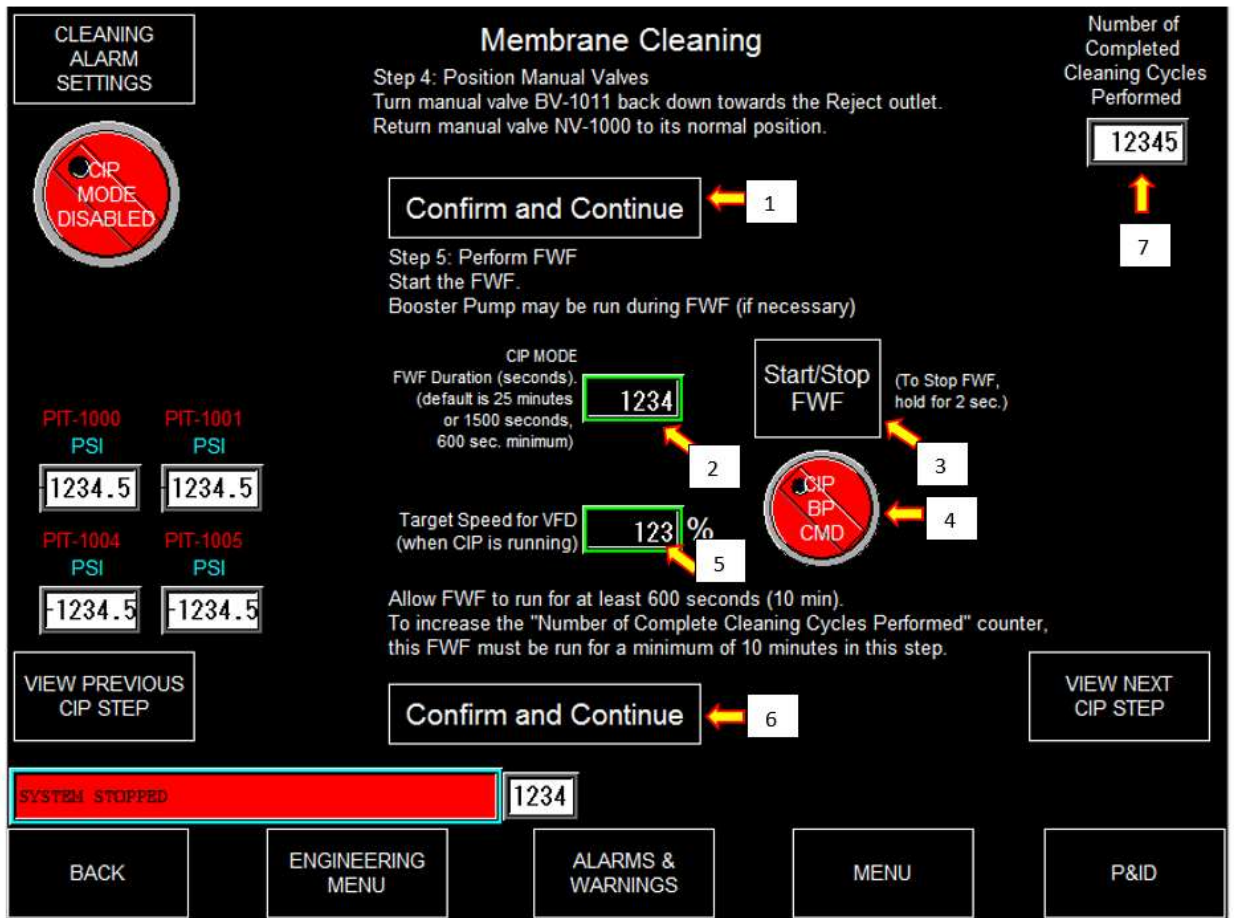 CLEANING
ALARM
SETTINGS
Membrane Cleaning
Number of
Completed
Cleaning Cycles
Performed
12345
7
Step 4: Position Manual Valves
Turn manual valve BV-1011 back down towards the Reject outlet.
Return manual valve NV-1000 to its normal position.
CIP
MODE
DISABLED
Confirm and Continue
1
Step 5: Perform FWF
Start the FWF.
Booster Pump may be run during FWF (if necessary)
CIP MODE
FWF Duration (seconds).
(default is 25 minutes
or 1500 seconds,
600 sec. minimum)
1234
2
Start/Stop
FWF
(To Stop FWF,
hold for 2 sec.)
3
CIP
BP
CMD
4
Target Speed for VFD
(when CIP is running)
123 %
5
PIT-1000 PIT-1001
PSI PSI
-1234.5 -1234.5
PIT-1004 PIT-1005
PSI PSI
-1234.5 -1234.5
Allow FWF to run for at least 600 seconds (10 min).
To increase the "Number of Complete Cleaning Cycles Performed" counter,
this FWF must be run for a minimum of 10 minutes in this step.
VIEW PREVIOUS
CIP STEP
Confirm and Continue
6
VIEW NEXT
CIP STEP
SYSTEM STOPPED
1234
BACK
ENGINEERING
MENU
ALARMS &
WARNINGS
MENU
P&ID